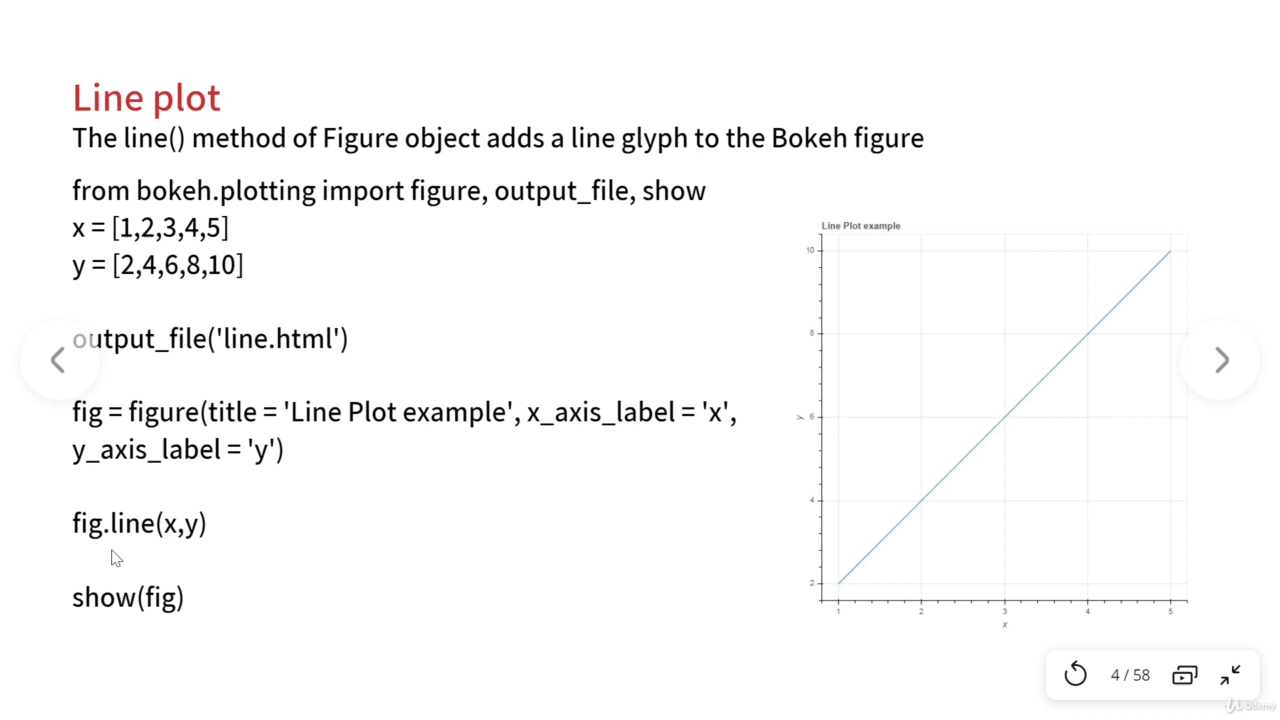 Line plot
The line() method of Figure object adds a line glyph to the Bokeh figure
from bokeh.plotting import figure, output_file, show
x = [1,2,3,4,5]
y = [2,4,6,8,10]
output_file('line.html')
fig = figure(title = 'Line Plot example', x_axis_label = 'x',
y_axis_label = 'y')
fig.line(x,y)
show(fig)
Line Plot example
10
8
y
6
4
2
1 2 3 4 5
x
4 / 58
Udemy